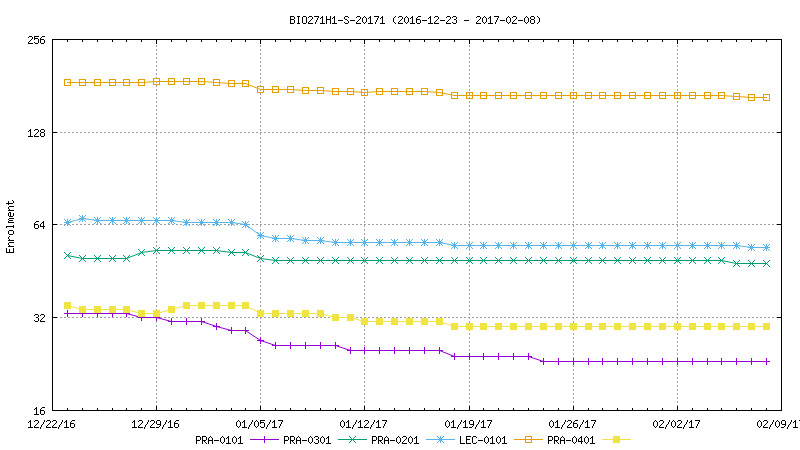 BIO271H1-S-20171 (2016-12-23 - 2017-02-08)
256
128
64
32
16
Enrolment
12/22/16 12/29/16 01/05/17 01/12/17 01/19/17 01/26/17 02/02/17 02/09/1
PRA-0101 PRA-0301 PRA-0201 LEC-0101 PRA-0401